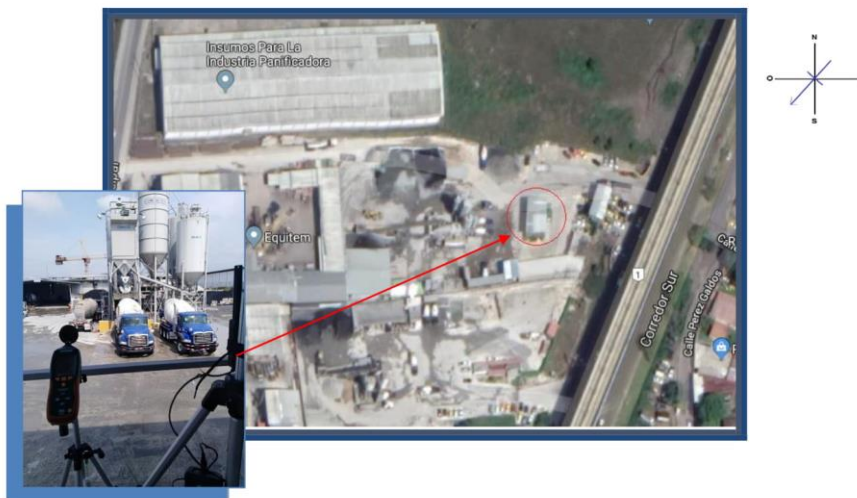 Insumos Para La
Industria Panificadora
Equitem
1
Corredor Sur
Calle Perez Galdos
N
O
S